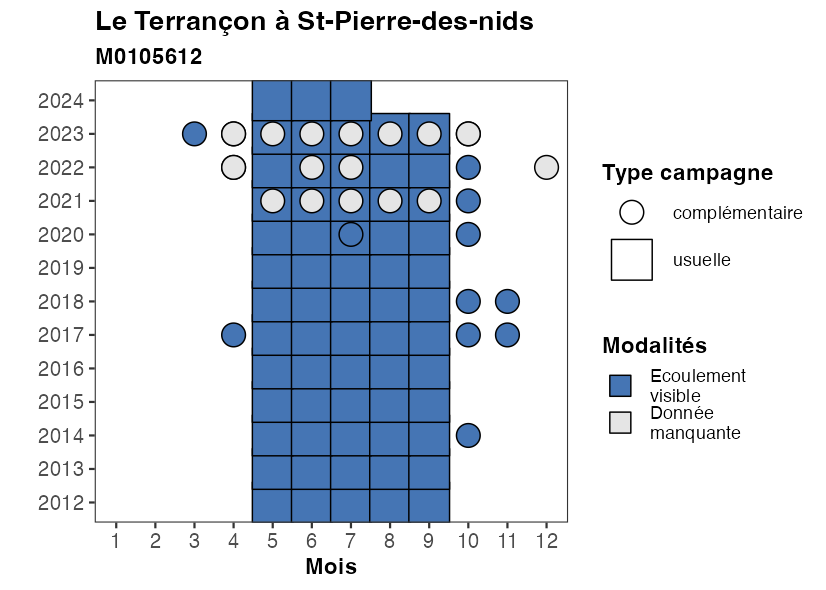 Le Terrançon à St-Pierre-des-nids
M0105612
2024
2023
2022
2021
2020
2019
2018
2017
2016
2015
2014
2013
2012
1 2 3 4 5 6 7 8 9 10 11 12
Mois
Type campagne
complémentaire
usuelle
Modalités
Ecoulement
visible
Donnée
manquante